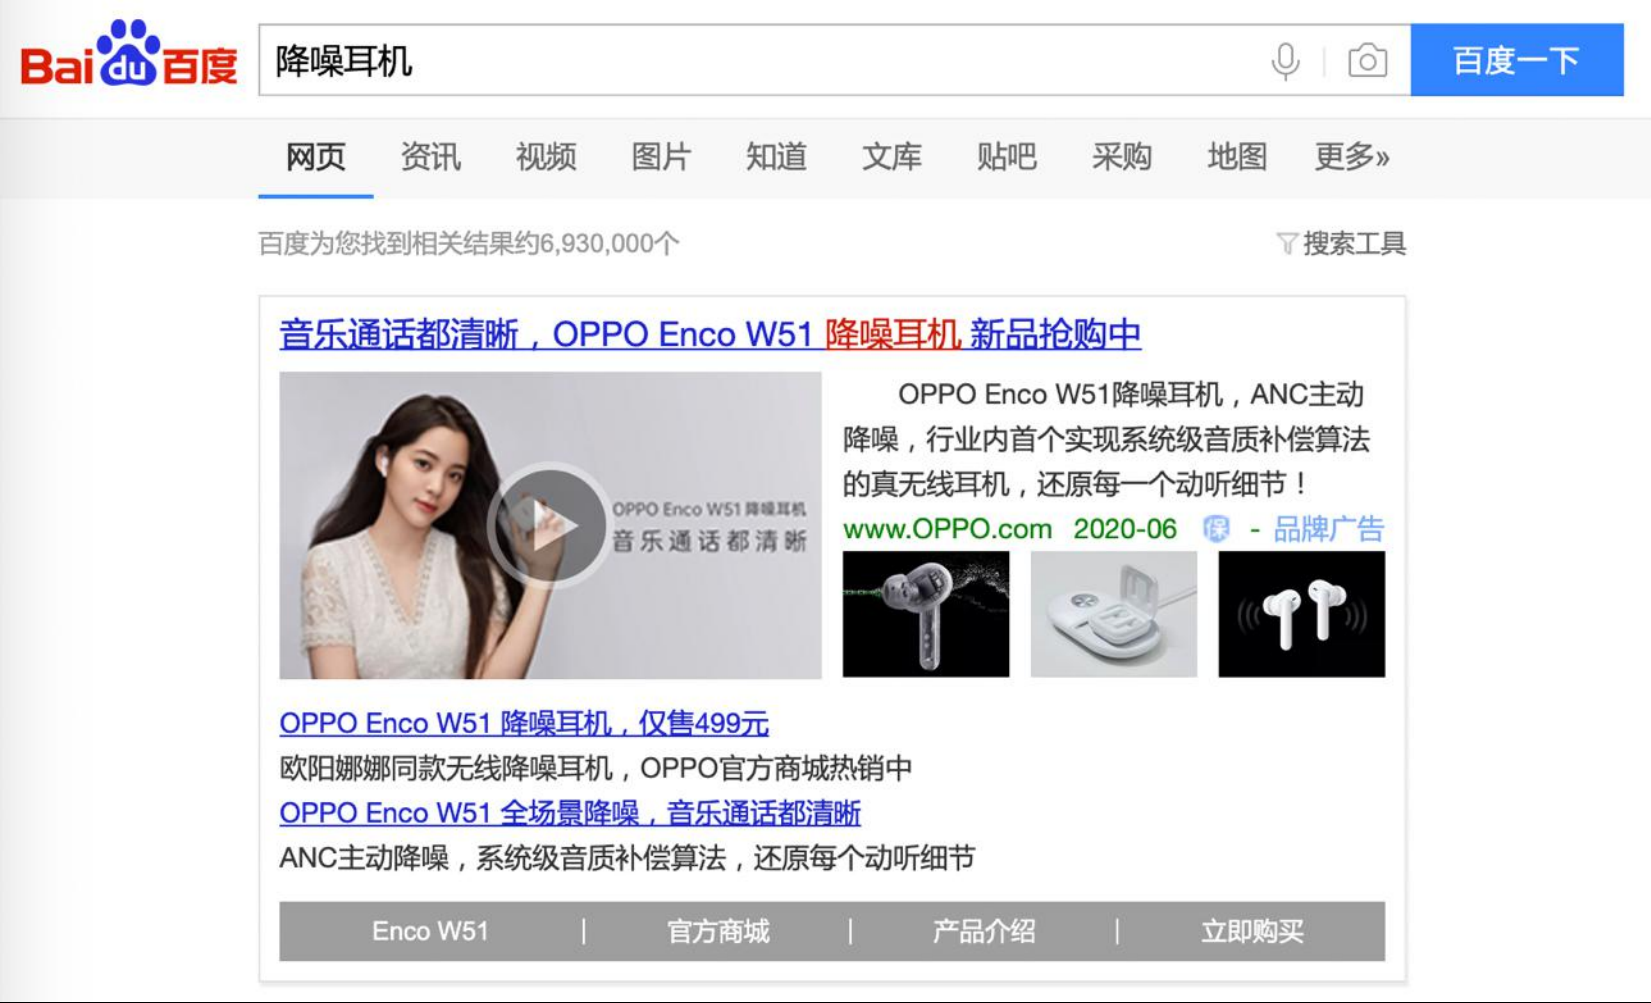 Bai du 百度
降噪耳机
百度一下
网页 资讯 视频 图片 知道 文库 贴吧 采购 地图 更多»
百度为您找到相关结果约6,930,000个
搜索工具
音乐通话都清晰，OPPO Enco W51 降噪耳机 新品抢购中
OPPO Enco W51 降噪耳机
音乐通话都清晰
OPPO Enco W51降噪耳机，ANC主动
降噪，行业内首个实现系统级音质补偿算法
的真无线耳机，还原每一个动听细节！
www.OPPO.com 2020-06 保 - 品牌广告
OPPO Enco W51 降噪耳机，仅售499元
欧阳娜娜同款无线降噪耳机，OPPO官方商城热销中
OPPO Enco W51 全场景降噪，音乐通话都清晰
ANC主动降噪，系统级音质补偿算法，还原每个动听细节
Enco W51 | 官方商城 | 产品介绍 | 立即购买